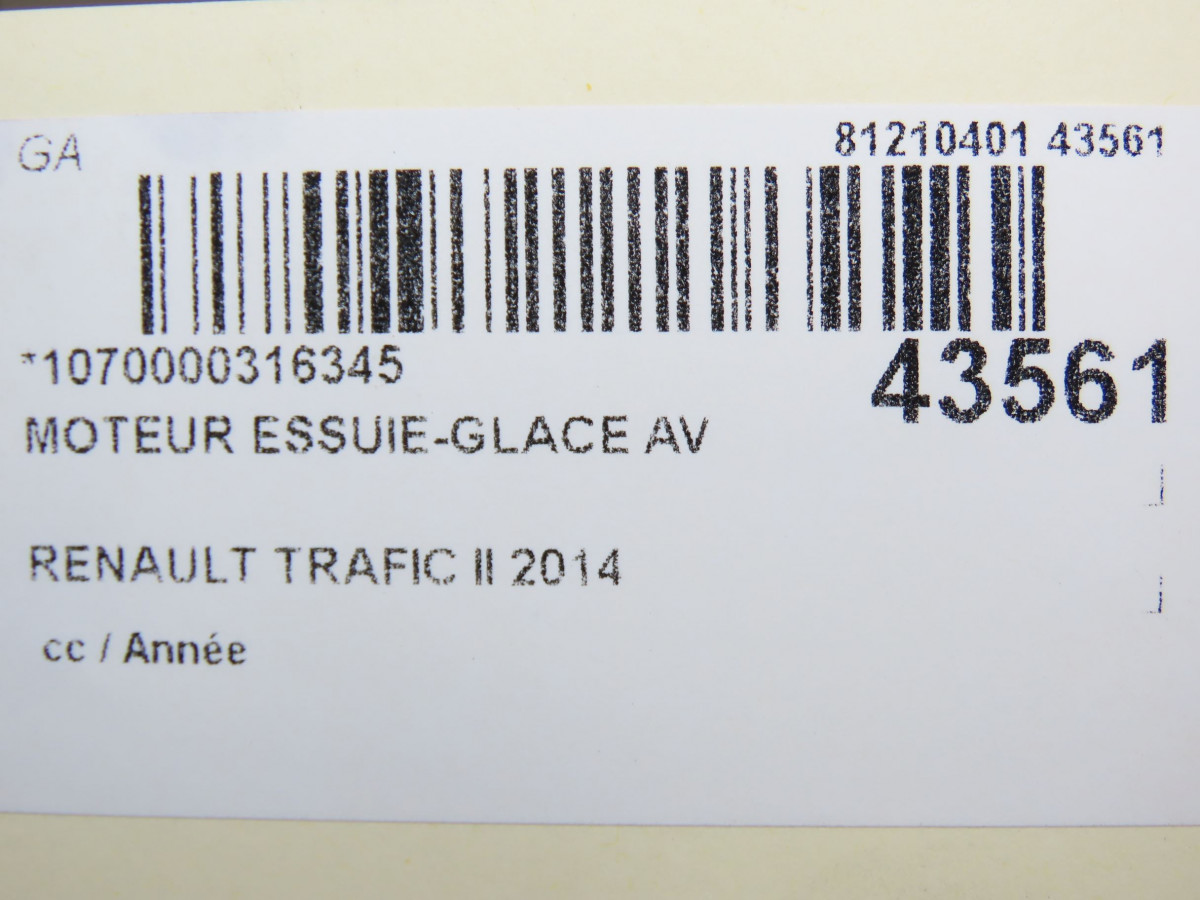 GA
81210401 43561
*1070000316345
43561
MOTEUR ESSUIE-GLACE AV
RENAULT TRAFIC II 2014
cc / Année